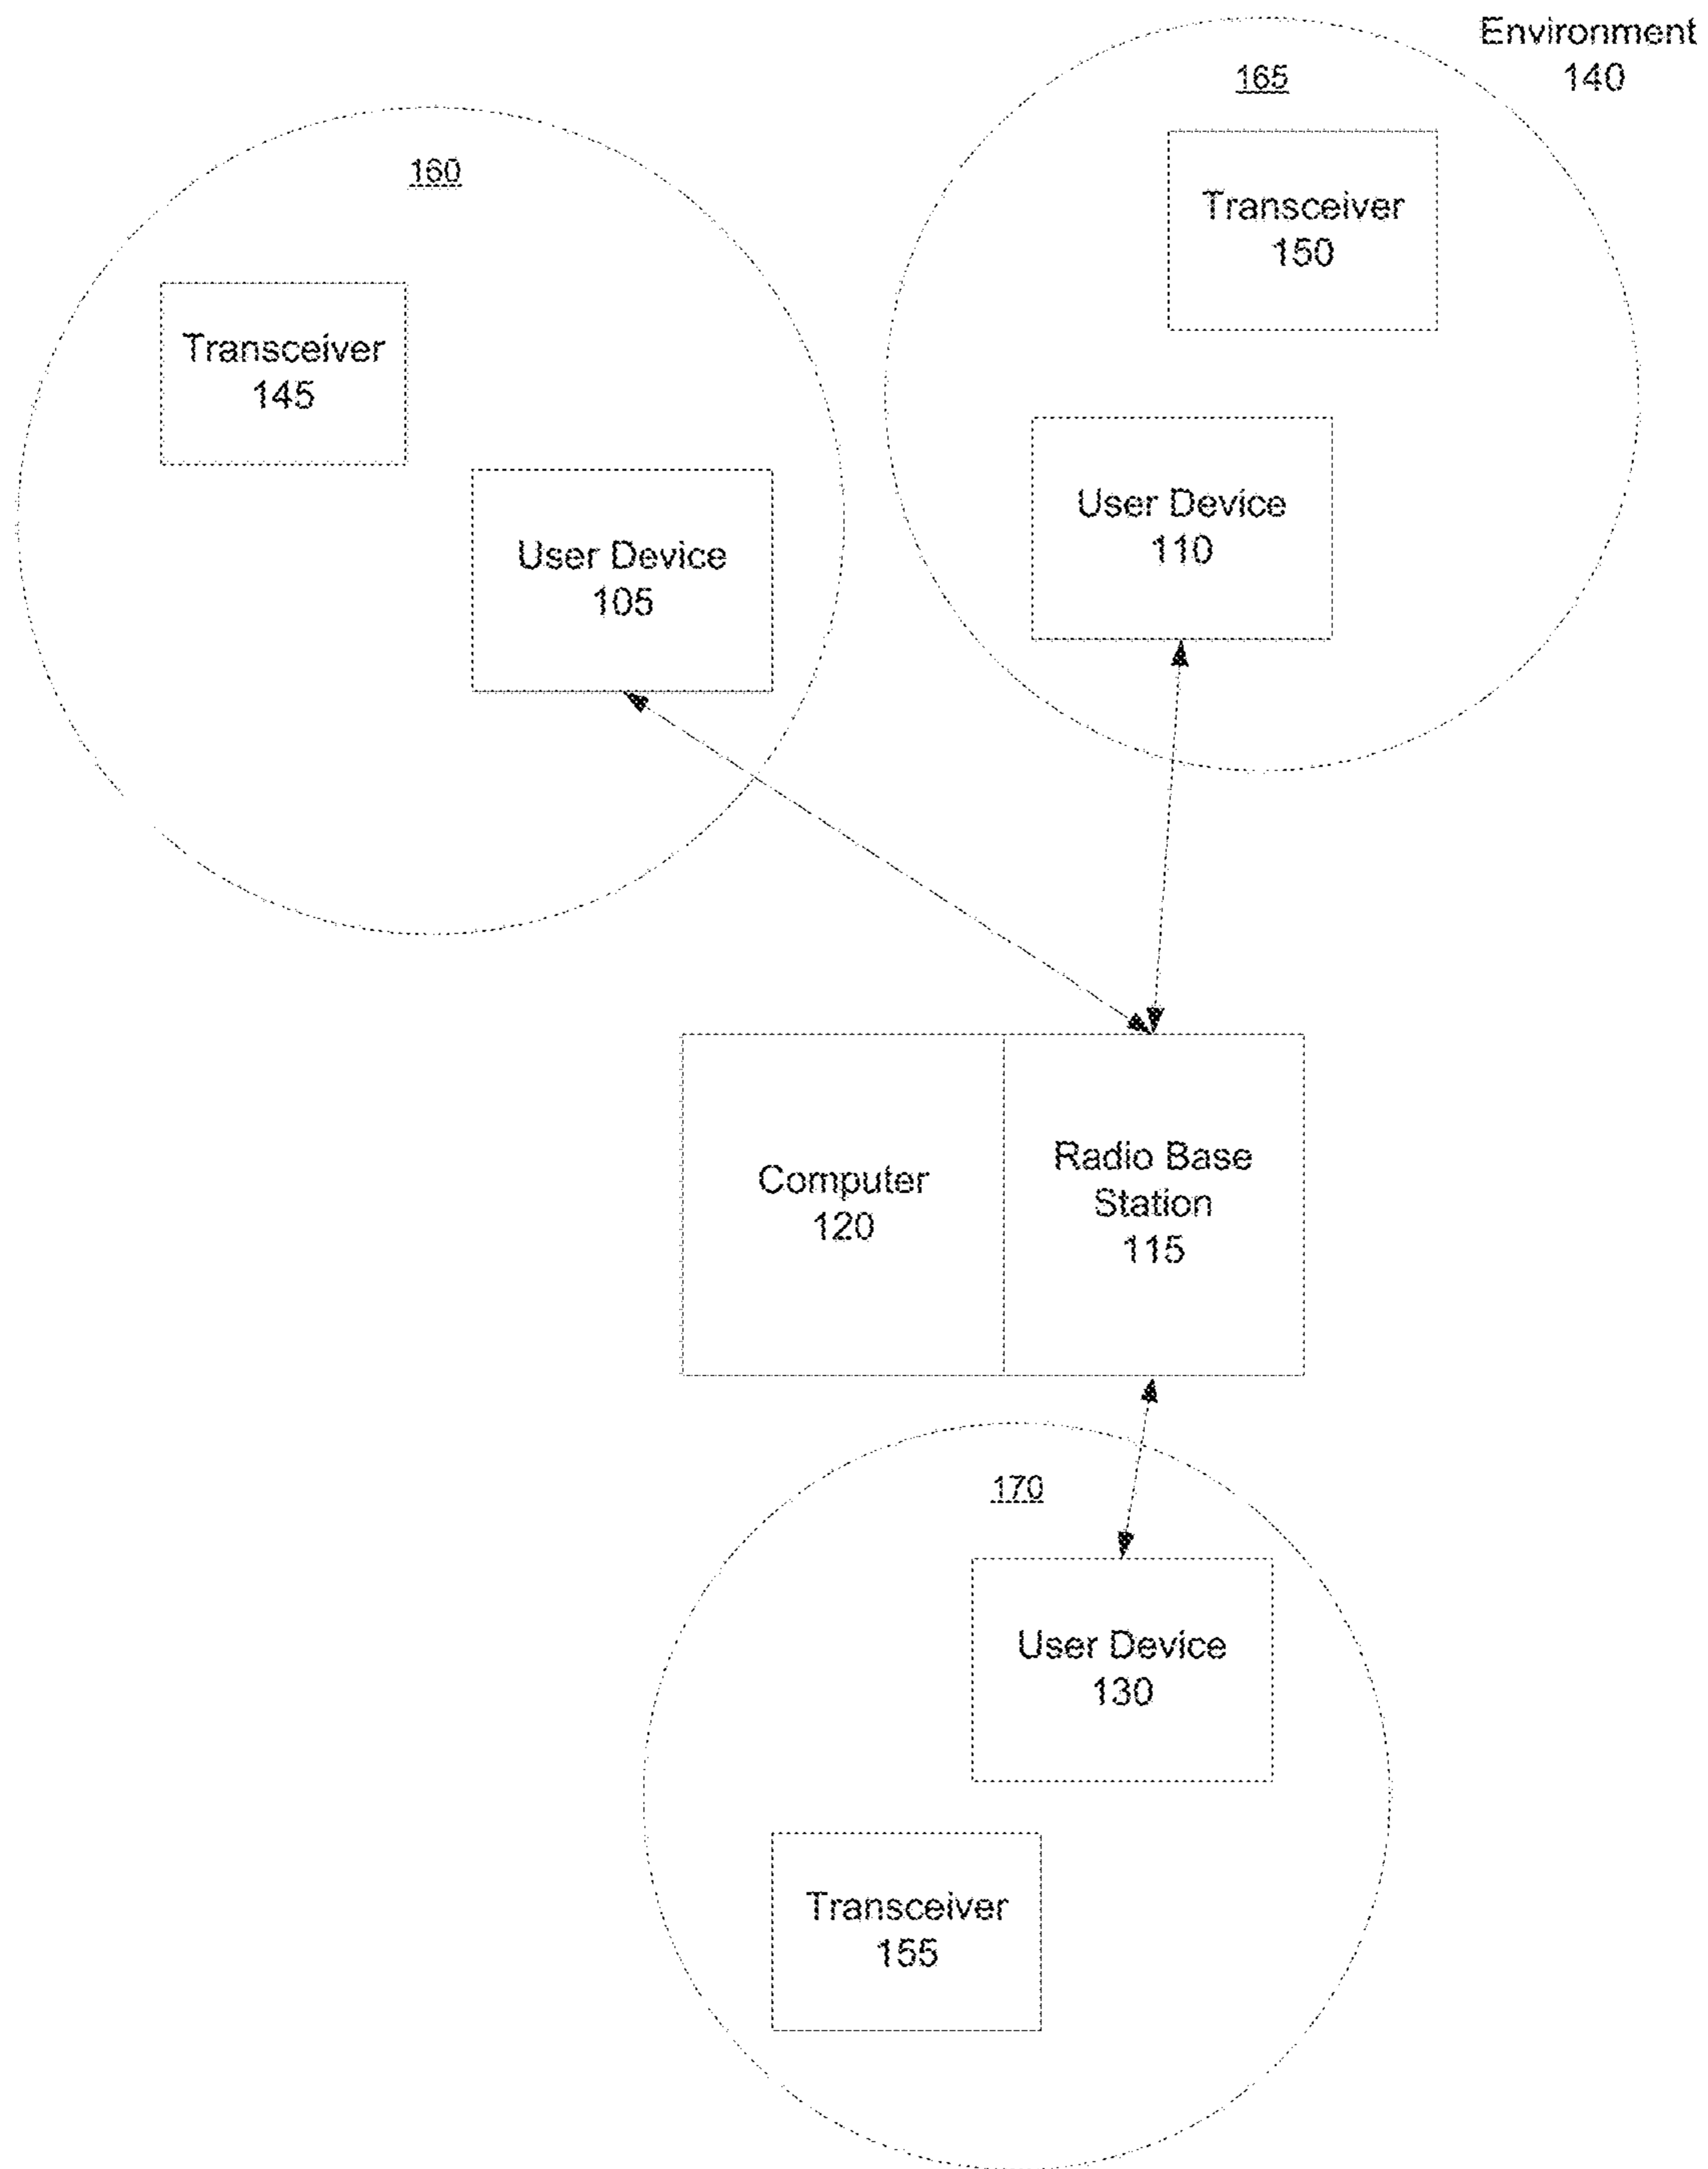 Environment
140
165
160
Transceiver
150
Transceiver
145
User Device
110
User Device
105
Computer
120
Radio Base
Station
115
170
User Device
130
Transceiver
155